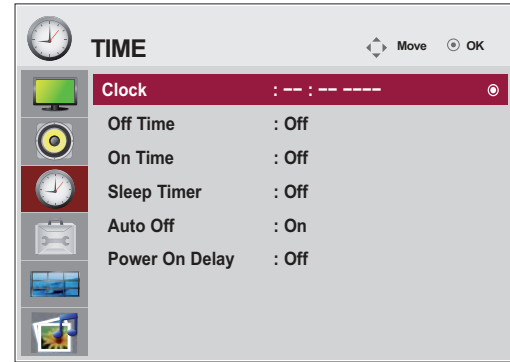 TIME Move OK
Clock : –– : –– ––––
Off Time : Off
On Time : Off
Sleep Timer : Off
Auto Off : On
Power On Delay : Off